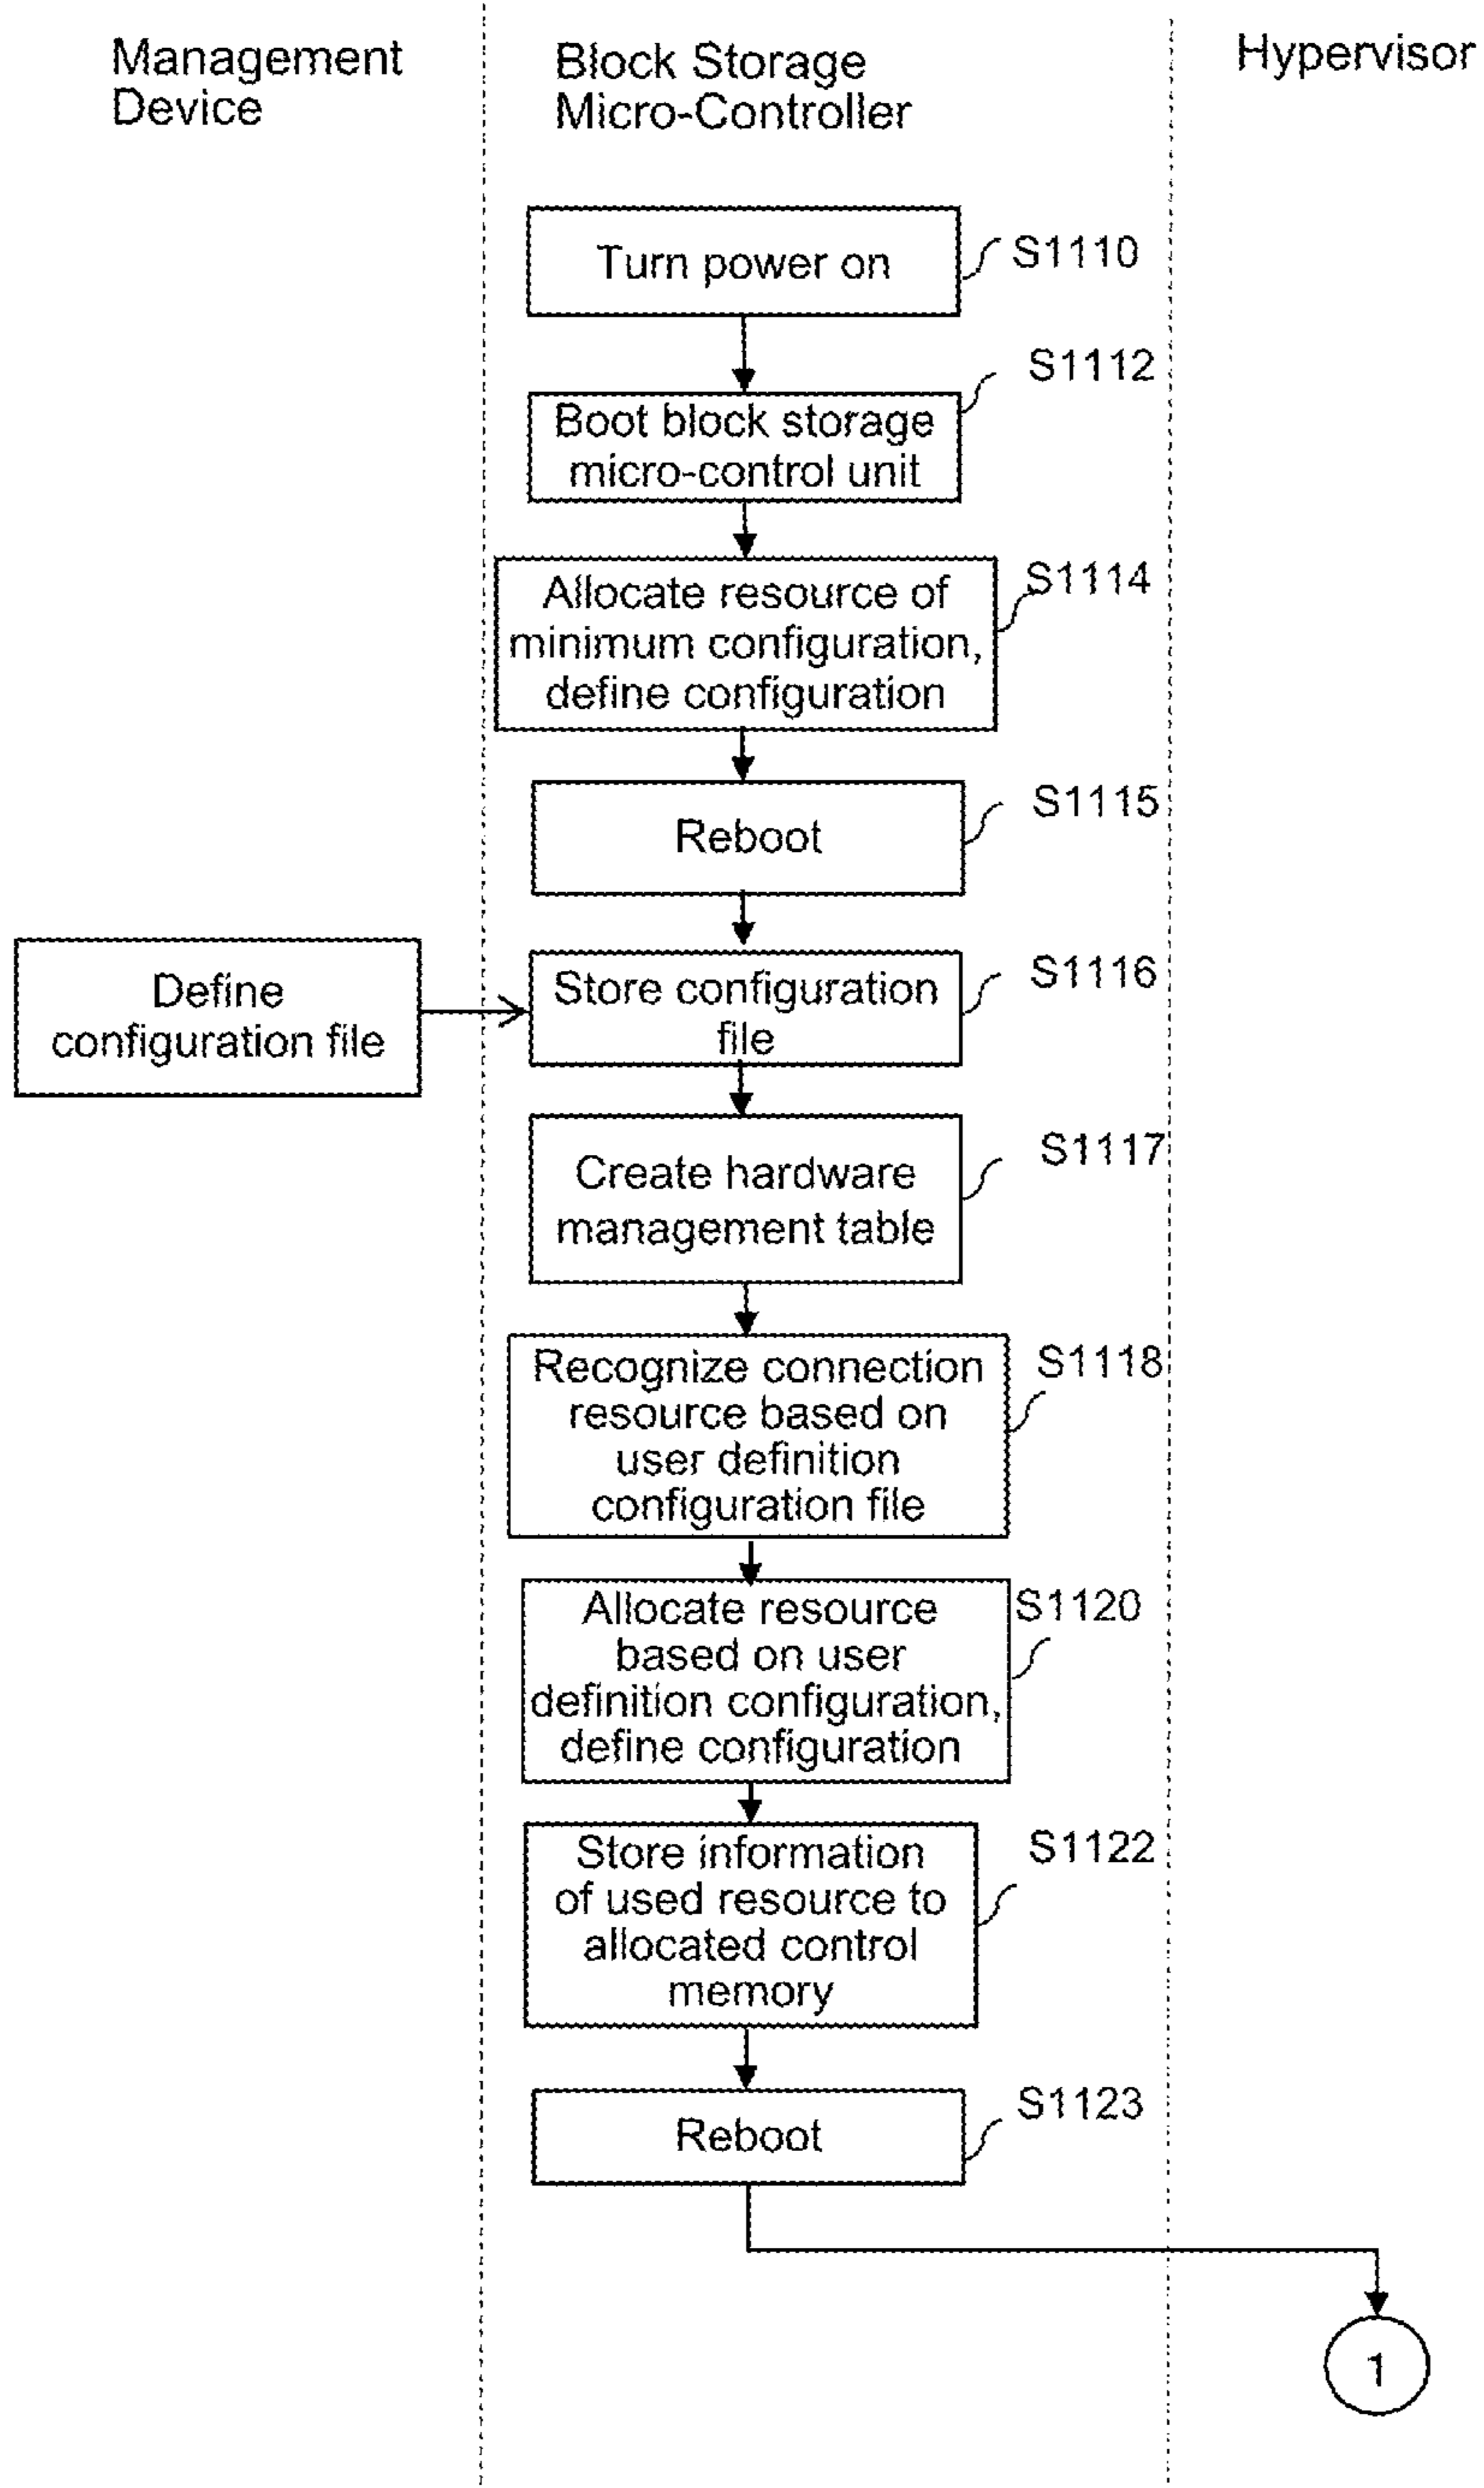 Management
Device
Block Storage
Micro-Controller
Hypervisor
Turn power on
S1110
S1112
Boot block storage
micro-control unit
S1114
Allocate resource of
minimum configuration,
define configuration
S1115
Reboot
Define
configuration file
S1116
Store configuration
file
S1117
Create hardware
management table
S1118
Recognize connection
resource based on
user definition
configuration file
S1120
Allocate resource
based on user
definition configuration,
define configuration
S1122
Store information
of used resource to
allocated control
memory
S1123
Reboot
1